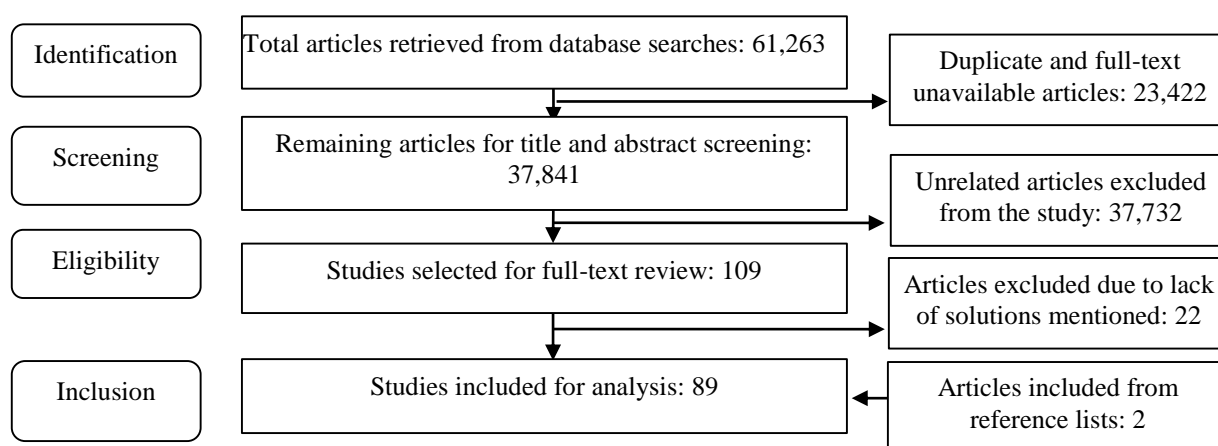 Identification
Total articles retrieved from database searches: 61,263
Duplicate and full-text
unavailable articles: 23,422
Screening
Remaining articles for title and abstract screening:
37,841
Unrelated articles excluded
from the study: 37,732
Eligibility
Studies selected for full-text review: 109
Articles excluded due to lack
of solutions mentioned: 22
Inclusion
Studies included for analysis: 89
Articles included from
reference lists: 2